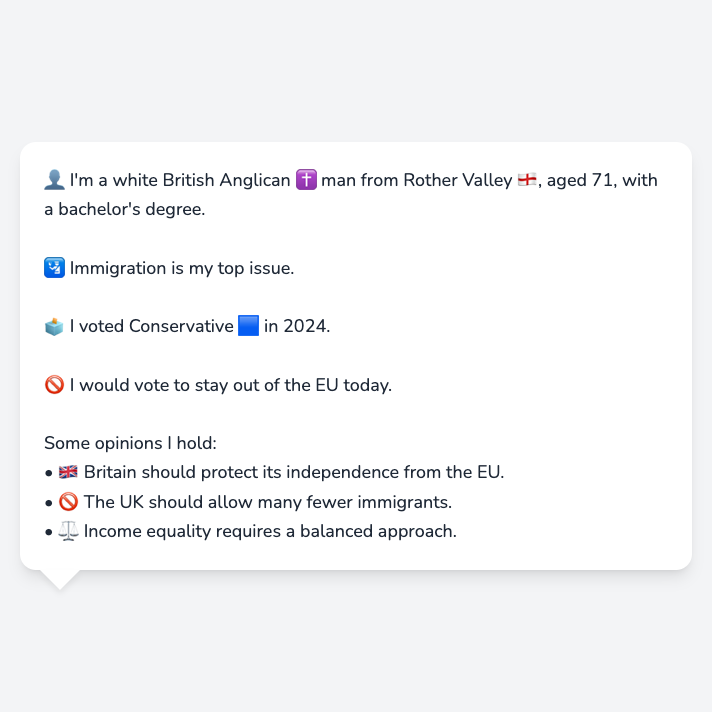 👤 I'm a white British Anglican ✝️ man from Rother Valley 🏴󠁧󠁢󠁥󠁮󠁧󠁿, aged 71, with
a bachelor's degree.
🛂 Immigration is my top issue.
🗳️ I voted Conservative 🟦 in 2024.
🚫 I would vote to stay out of the EU today.
Some opinions I hold:
• 🇬🇧 Britain should protect its independence from the EU.
• 🚫 The UK should allow many fewer immigrants.
• ⚖️ Income equality requires a balanced approach.